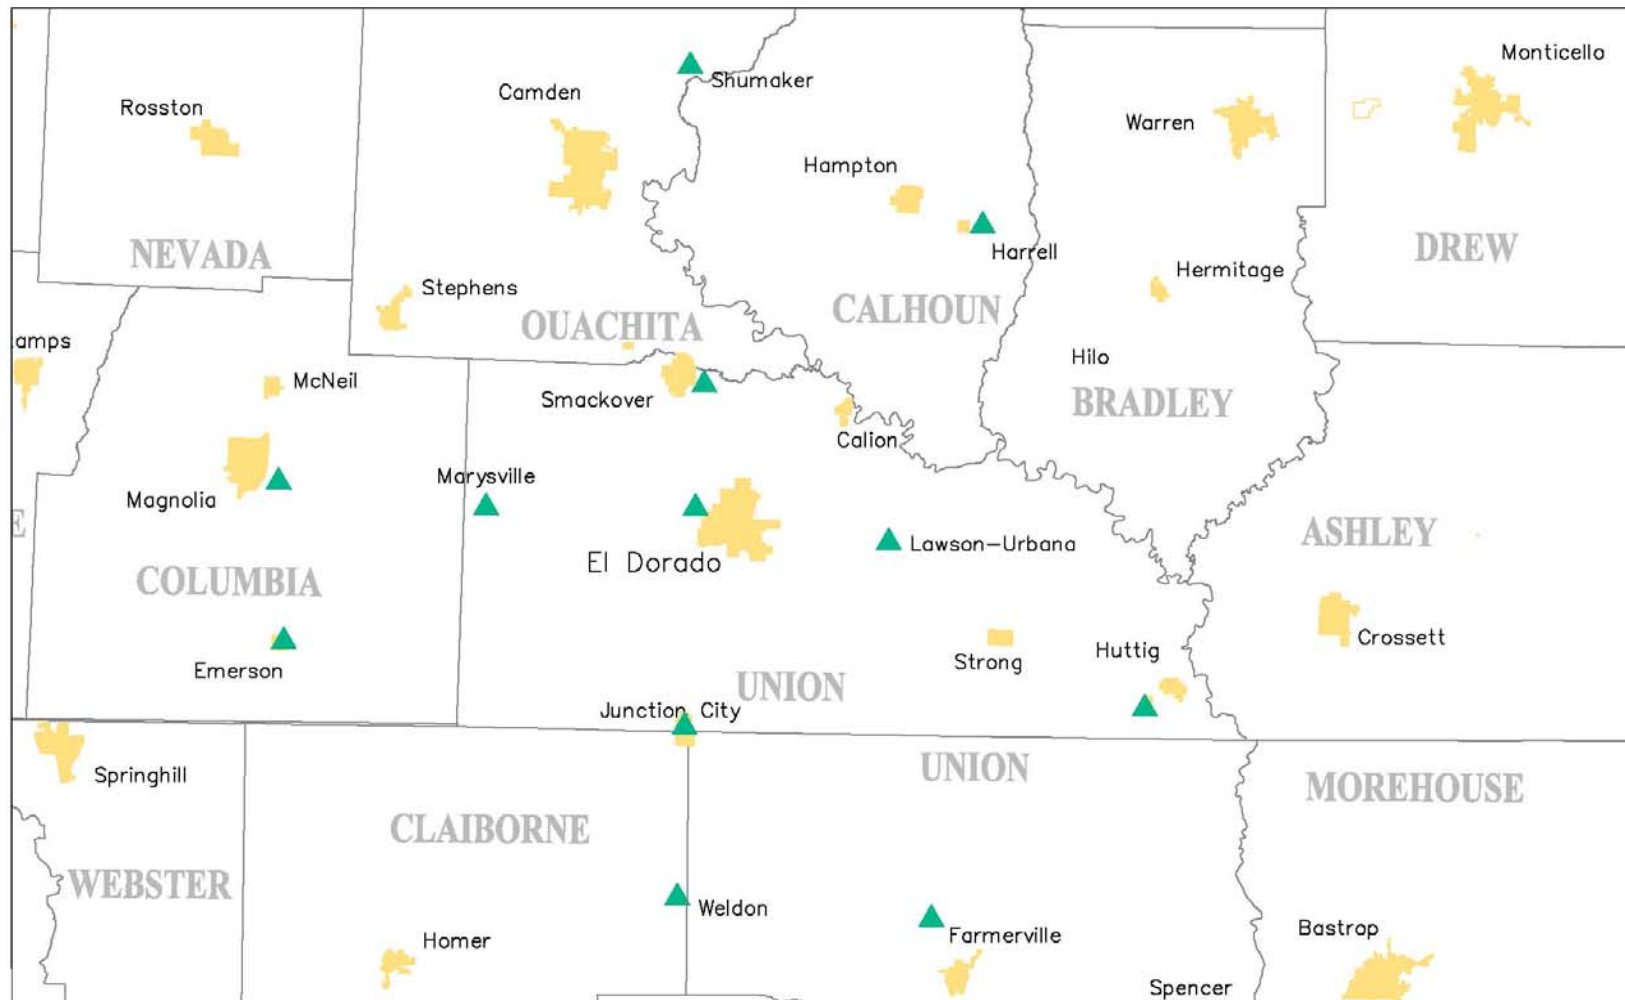 Monticello
Shumaker
Camden
Rosston
Warren
Hampton
NEVADA
DREW
Harrell
Hermitage
Stephens
CALHOUN
OUACHITA
amps
Hilo
McNeil
Smackover
BRADLEY
Calion
Marysville
Magnolia
E
ASHLEY
Lawson-Urbana
El Dorado
COLUMBIA
Crossett
Huttig
Strong
Emerson
UNION
Junction City
UNION
Springhill
MOREHOUSE
CLAIBORNE
WEBSTER
Weldon
Bastrop
Farmerville
Homer
Spencer